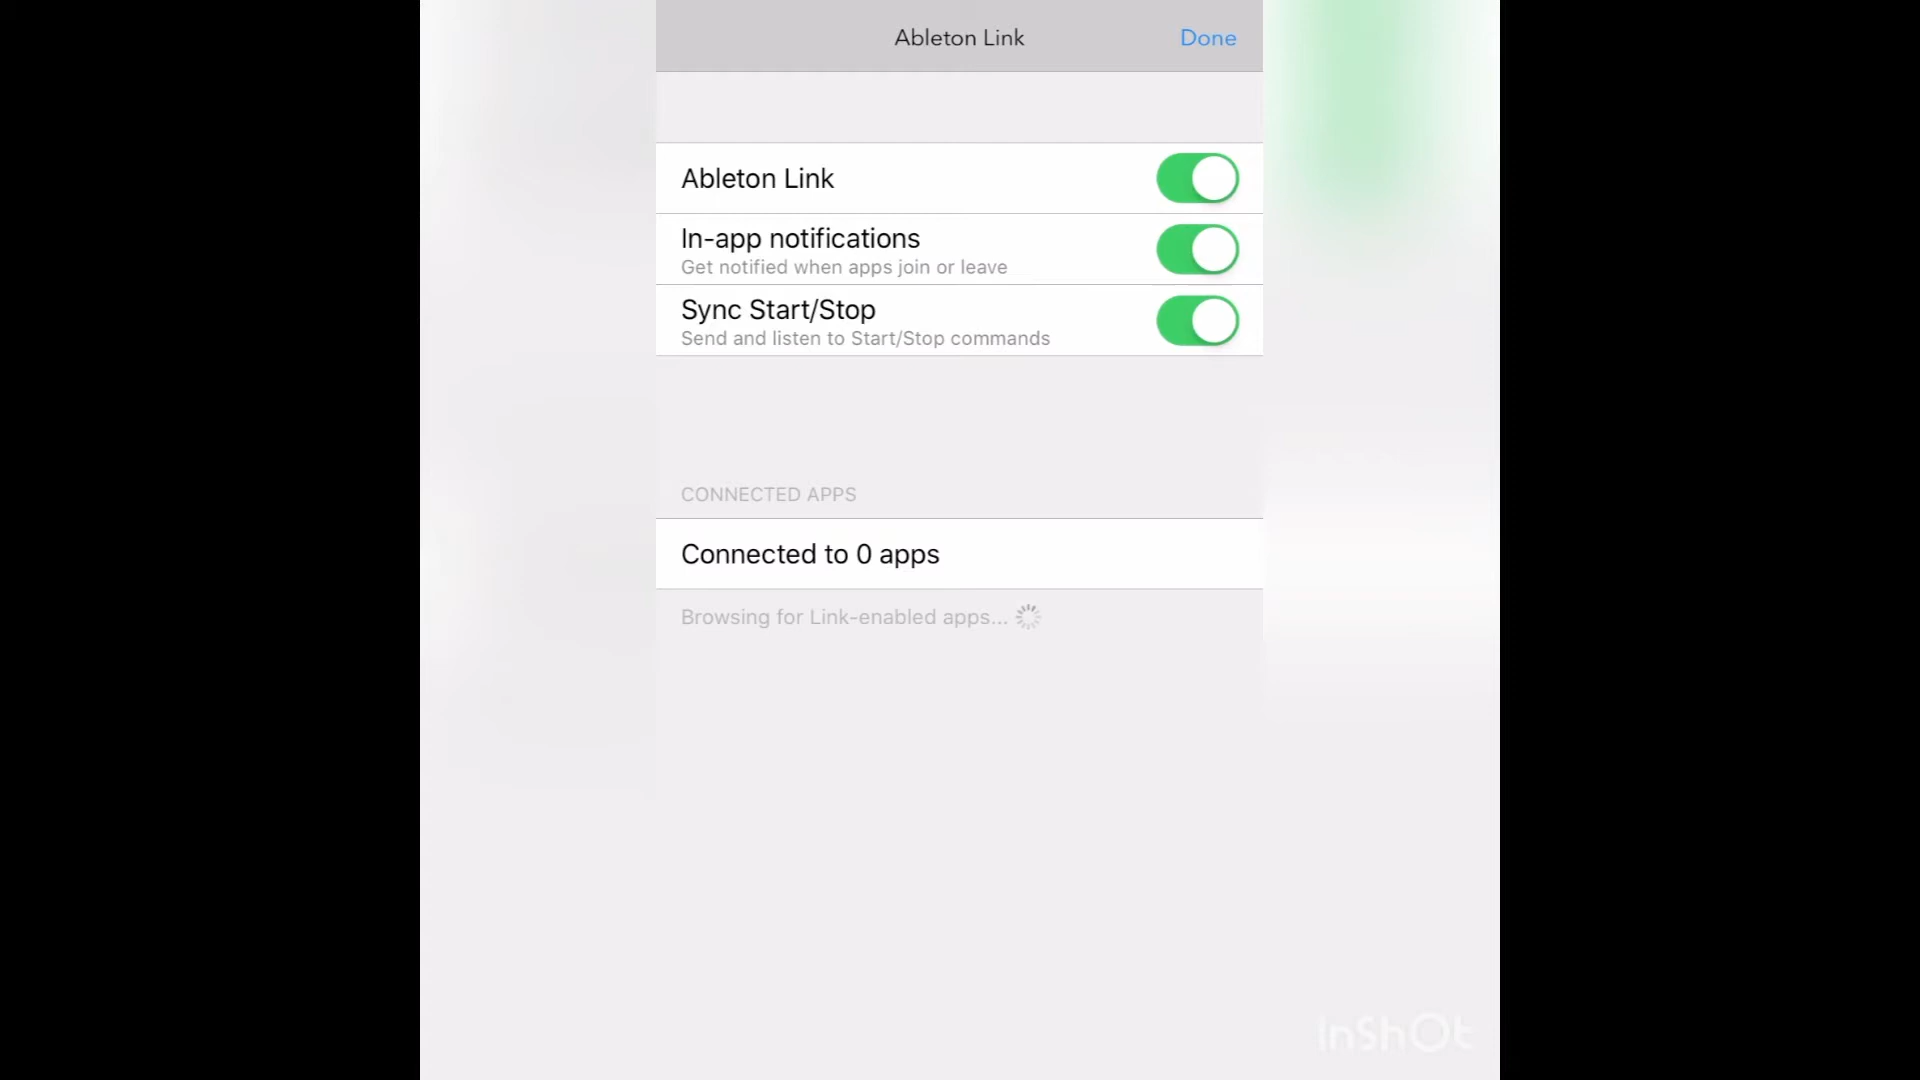 Ableton Link
Done
Ableton Link
In-app notifications
Get notified when apps join or leave
Sync Start/Stop
Send and listen to Start/Stop commands
CONNECTED APPS
Connected to 0 apps
Browsing for Link-enabled apps...
InShOt